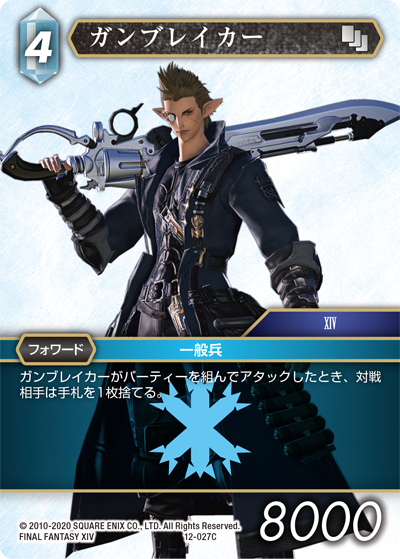 4
ガンブレイカー
XIV
フォワード
一般兵
ガンブレイカーがパーティーを組んでアタックしたとき、対戦
相手は手札を1枚捨てる。
© 2010-2020 SQUARE ENIX CO., LTD. All Rights Reserved.
FINAL FANTASY XIV
12-027C
8000